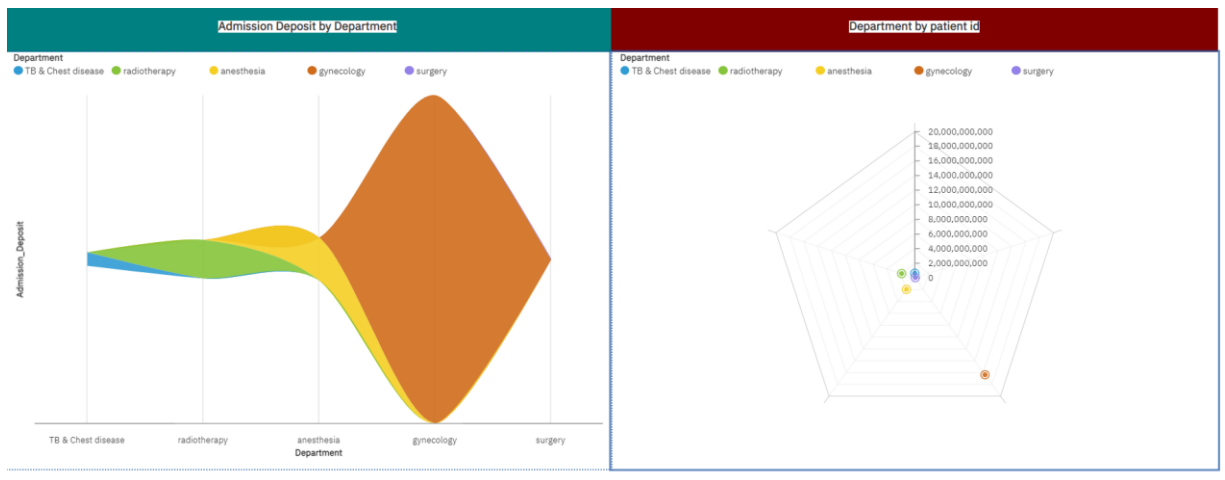 Admission Deposit by Department
Department
TB & Chest disease radiotherapy anesthesia gynecology surgery
Admission_Deposit
TB & Chest disease radiotherapy anesthesia gynecology surgery
Department
Department by patient id
Department
TB & Chest disease radiotherapy anesthesia gynecology surgery
20,000,000,000
18,000,000,000
16,000,000,000
14,000,000,000
12,000,000,000
10,000,000,000
8,000,000,000
6,000,000,000
4,000,000,000
2,000,000,000
0